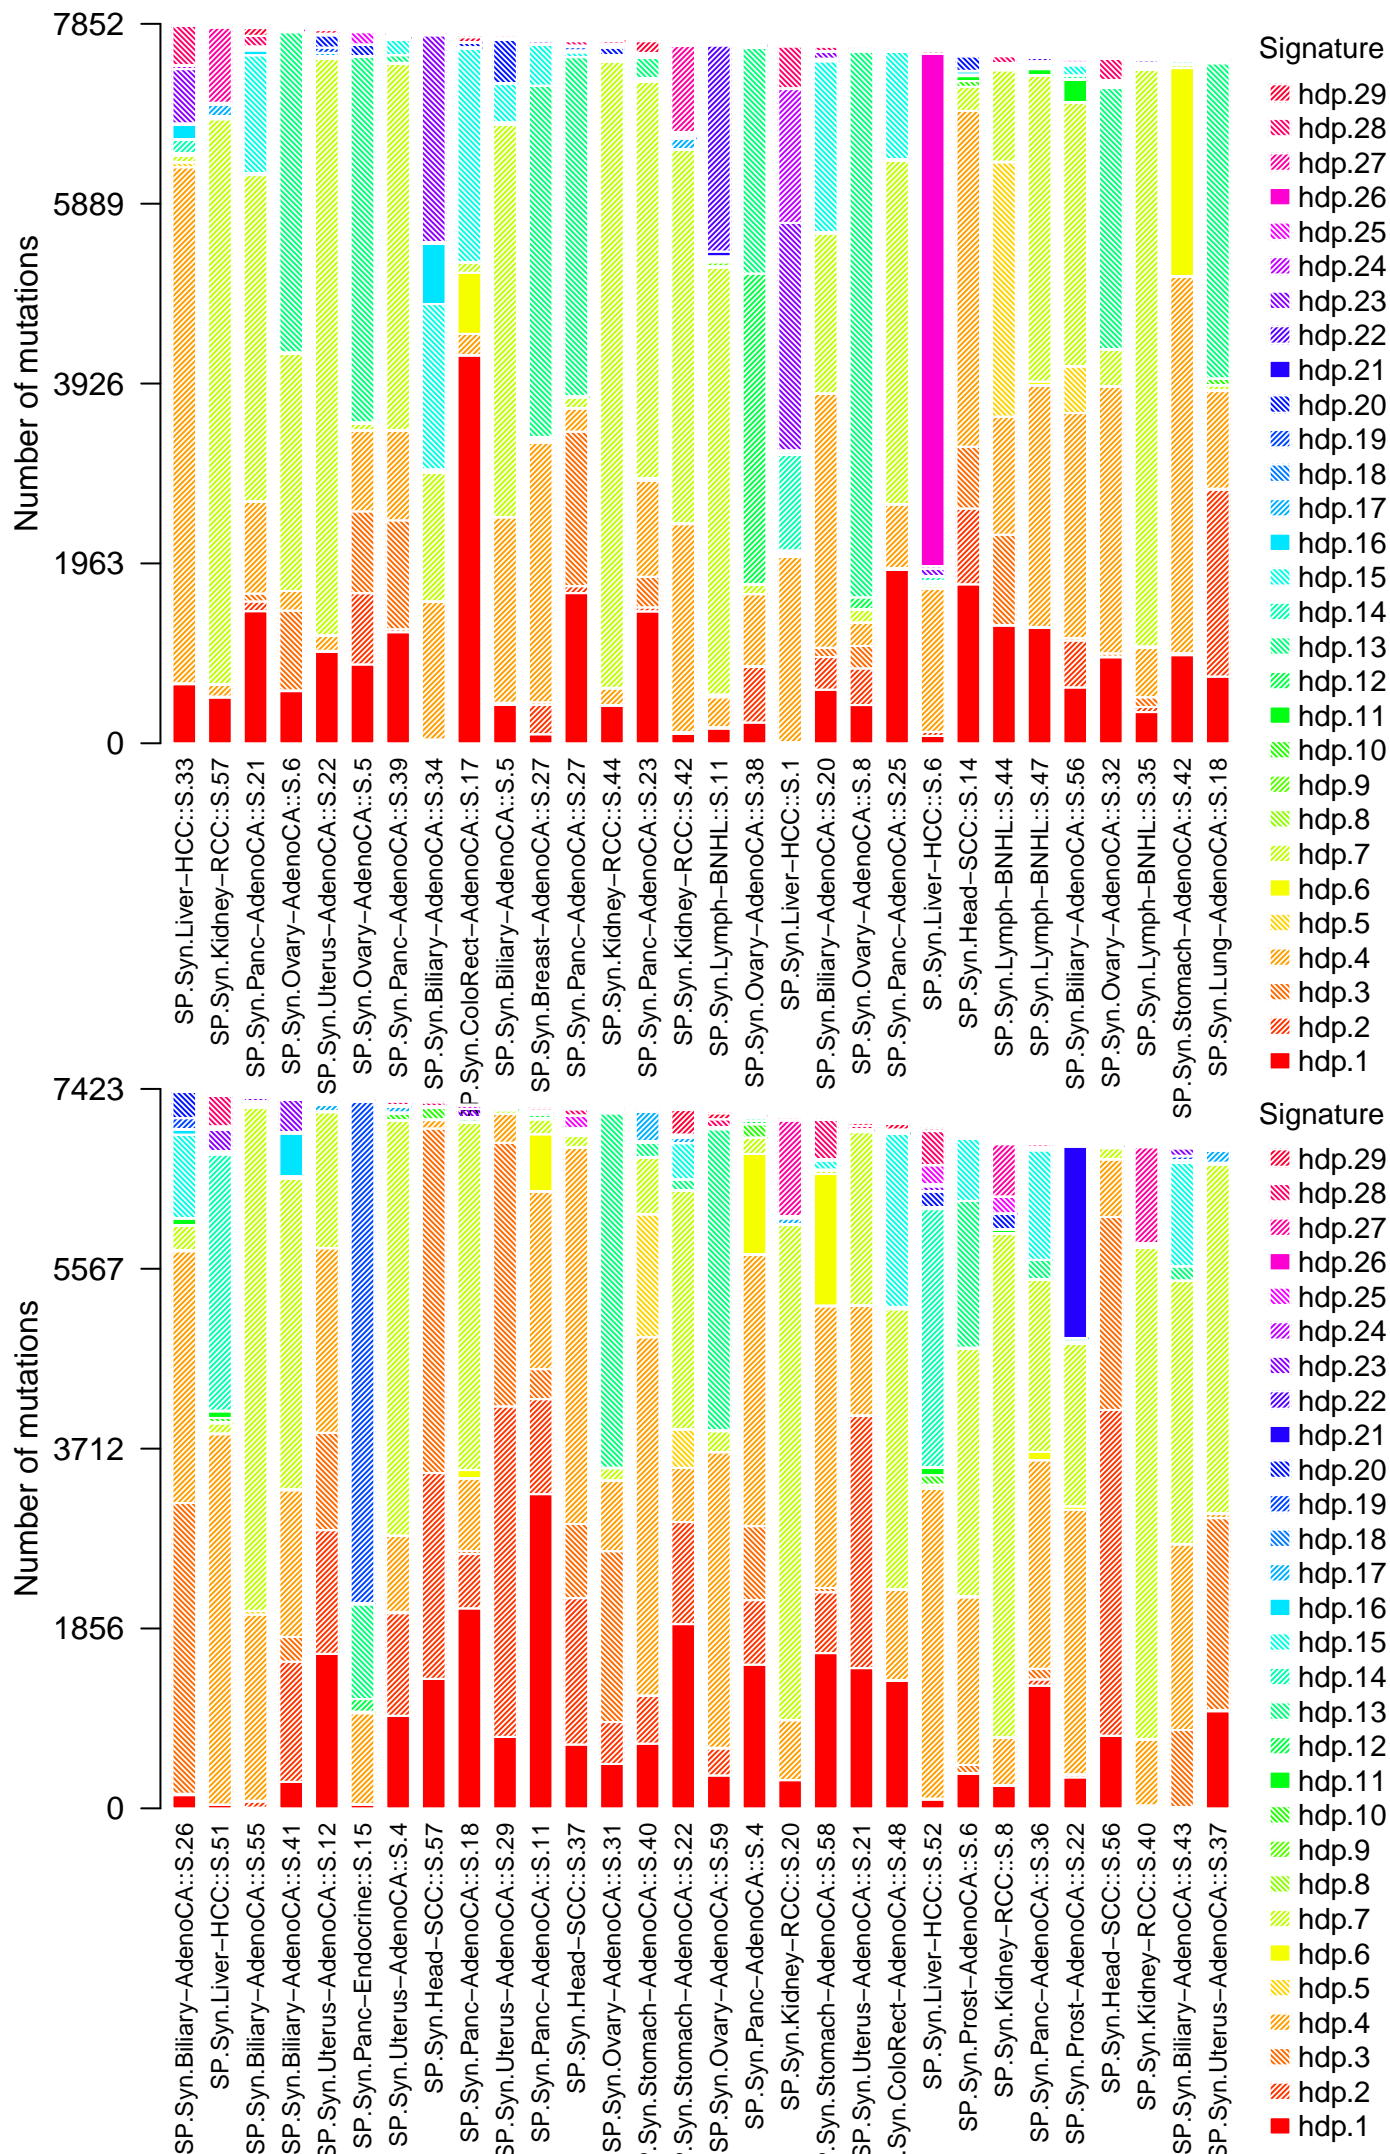 Signature
hdp.29
hdp.28
hdp.27
hdp.26
hdp.25
hdp.24
hdp.23
hdp.22
hdp.21
hdp.20
hdp.19
hdp.18
hdp.17
hdp.16
hdp.15
hdp.14
hdp.13
hdp.12
hdp.11
hdp.10
hdp.9
hdp.8
hdp.7
hdp.6
hdp.5
hdp.4
hdp.3
hdp.2
hdp.1
Number of mutations
7852
5889
3926
1963
0
SP.Syn.Liver−HCC::S.33
SP.Syn.Kidney−RCC::S.57
SP.Syn.Panc−AdenoCA::S.21
SP.Syn.Ovary−AdenoCA::S.6
SP.Syn.Uterus−AdenoCA::S.22
SP.Syn.Ovary−AdenoCA::S.5
SP.Syn.Panc−AdenoCA::S.39
SP.Syn.Biliary−AdenoCA::S.34
P.Syn.ColoRect−AdenoCA::S.17
SP.Syn.Biliary−AdenoCA::S.5
SP.Syn.Breast−AdenoCA::S.27
SP.Syn.Panc−AdenoCA::S.27
SP.Syn.Kidney−RCC::S.44
SP.Syn.Panc−AdenoCA::S.23
SP.Syn.Kidney−RCC::S.42
SP.Syn.Lymph−BNHL::S.11
SP.Syn.Ovary−AdenoCA::S.38
SP.Syn.Liver−HCC::S.1
SP.Syn.Biliary−AdenoCA::S.20
SP.Syn.Ovary−AdenoCA::S.8
SP.Syn.Panc−AdenoCA::S.25
SP.Syn.Liver−HCC::S.6
SP.Syn.Head−SCC::S.14
SP.Syn.Lymph−BNHL::S.44
SP.Syn.Lymph−BNHL::S.47
SP.Syn.Biliary−AdenoCA::S.56
SP.Syn.Ovary−AdenoCA::S.32
SP.Syn.Lymph−BNHL::S.35
SP.Syn.Stomach−AdenoCA::S.42
SP.Syn.Lung−AdenoCA::S.18
Signature
hdp.29
hdp.28
hdp.27
hdp.26
hdp.25
hdp.24
hdp.23
hdp.22
hdp.21
hdp.20
hdp.19
hdp.18
hdp.17
hdp.16
hdp.15
hdp.14
hdp.13
hdp.12
hdp.11
hdp.10
hdp.9
hdp.8
hdp.7
hdp.6
hdp.5
hdp.4
hdp.3
hdp.2
hdp.1
Number of mutations
7423
5567
3712
1856
0
SP.Syn.Biliary−AdenoCA::S.26
SP.Syn.Liver−HCC::S.51
SP.Syn.Biliary−AdenoCA::S.55
SP.Syn.Biliary−AdenoCA::S.41
SP.Syn.Uterus−AdenoCA::S.12
SP.Syn.Panc−Endocrine::S.15
SP.Syn.Uterus−AdenoCA::S.4
SP.Syn.Head−SCC::S.57
SP.Syn.Panc−AdenoCA::S.18
SP.Syn.Uterus−AdenoCA::S.29
SP.Syn.Panc−AdenoCA::S.11
SP.Syn.Head−SCC::S.37
SP.Syn.Ovary−AdenoCA::S.31
P.Syn.Stomach−AdenoCA::S.40
P.Syn.Stomach−AdenoCA::S.22
SP.Syn.Ovary−AdenoCA::S.59
SP.Syn.Panc−AdenoCA::S.4
SP.Syn.Kidney−RCC::S.20
P.Syn.Stomach−AdenoCA::S.58
SP.Syn.Uterus−AdenoCA::S.21
.Syn.ColoRect−AdenoCA::S.48
SP.Syn.Liver−HCC::S.52
SP.Syn.Prost−AdenoCA::S.6
SP.Syn.Kidney−RCC::S.8
SP.Syn.Panc−AdenoCA::S.36
SP.Syn.Prost−AdenoCA::S.22
SP.Syn.Head−SCC::S.56
SP.Syn.Kidney−RCC::S.40
SP.Syn.Biliary−AdenoCA::S.43
SP.Syn.Uterus−AdenoCA::S.37